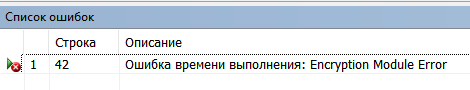 Список ошибок
Строка Описание
1 42 Ошибка времени выполнения: Encryption Module Error